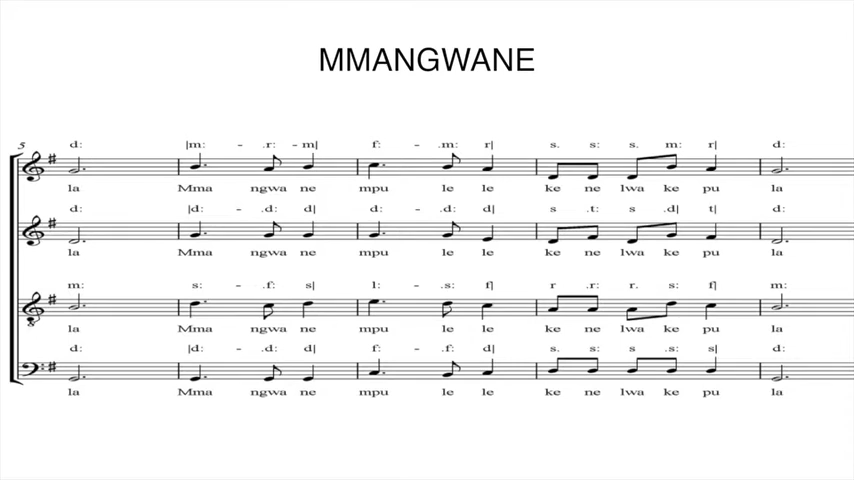 MMANGWANE
5
d: |m: - .r: - m| f: - .m: r| s. s: s. m: r| d:
la Mma ngwa ne mpu le le ke ne lwa ke pu la
d: |d: - .d: d| d: - .d: d| s .t: s .d| t| d:
la Mma ngwa ne mpu le le ke ne lwa ke pu la
m: s: - .f: s| l: - .s: f| r .r: r. s: f| m:
la Mma ngwa ne mpu le le ke ne lwa ke pu la
d: |d: - .d: d| f: - .f: d| s. s: s .s: s| d:
la Mma ngwa ne mpu le le ke ne lwa ke pu la